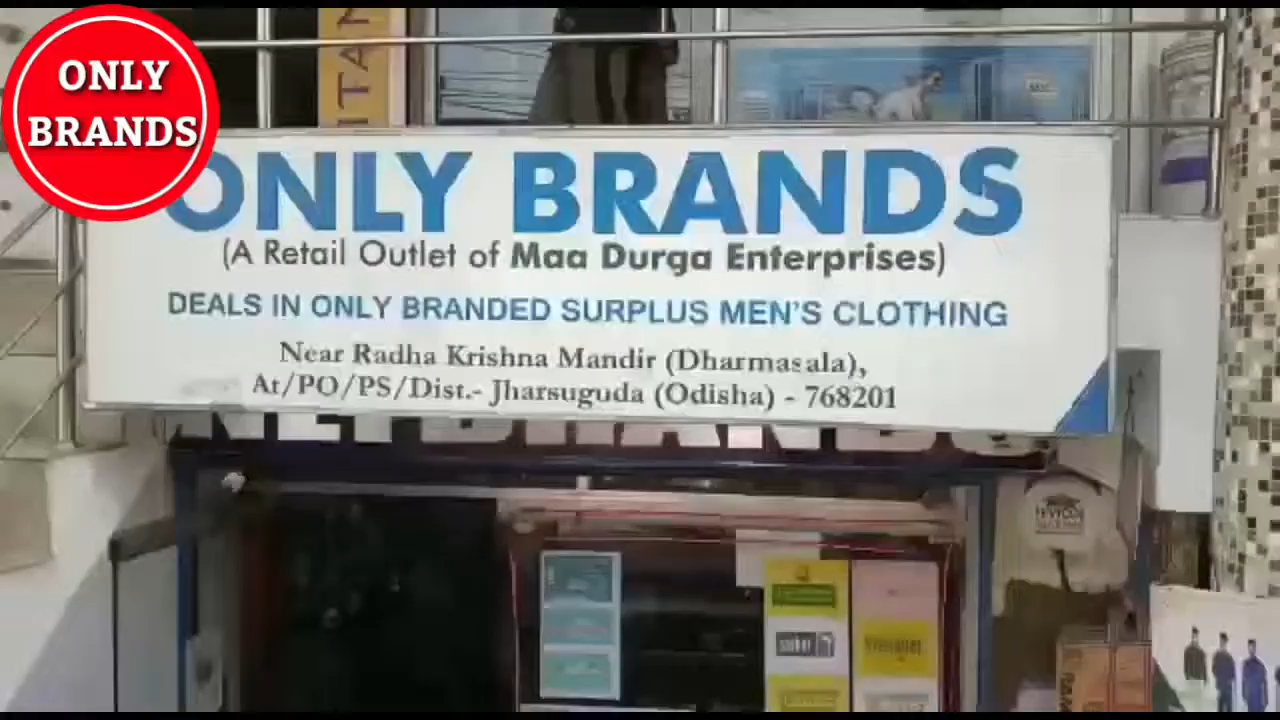 ONLY
BRANDS
ONLY BRANDS
(A Retail Outlet of Maa Durga Enterprises)
DEALS IN ONLY BRANDED SURPLUS MEN'S CLOTHING
Near Radha Krishna Mandir (Dharmasala),
At/PO/PS/Dist.- Jharsuguda (Odisha) - 768201